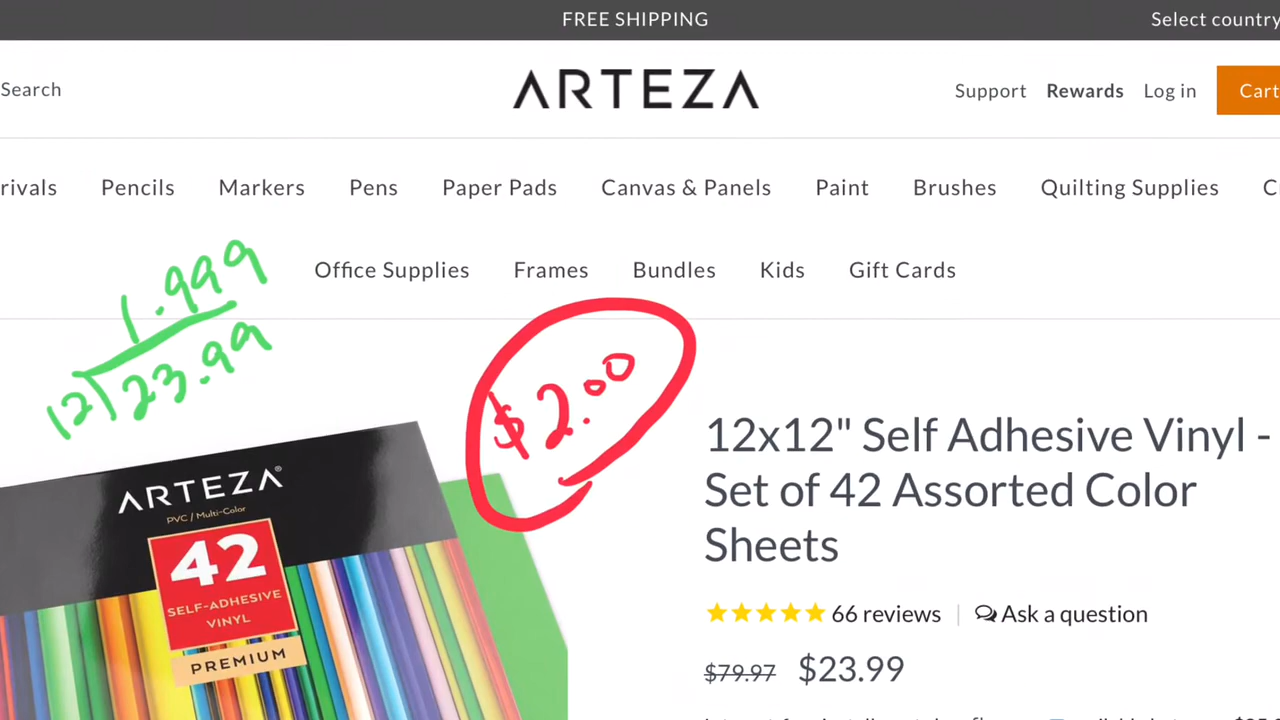 FREE SHIPPING
Select country
Search
ARTEZA
Support Rewards Log in Cart
rivals Pencils Markers Pens Paper Pads Canvas & Panels Paint Brushes Quilting Supplies
Office Supplies Frames Bundles Kids Gift Cards
1.999
12)23.99
$2.00
ARTEZA®
PVC / Multi-Color
42
SELF-ADHESIVE
VINYL
PREMIUM
12x12" Self Adhesive Vinyl -
Set of 42 Assorted Color
Sheets
66 reviews | Ask a question
$79.97 $23.99